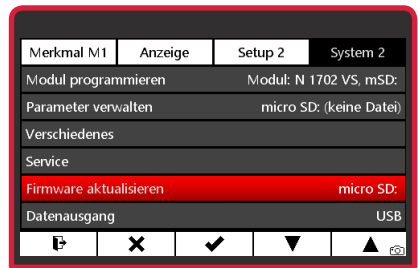 Merkmal M1 Anzeige Setup 2 System 2
Modul programmieren Modul: N 1702 VS, mSD:
Parameter verwalten micro SD: (keine Datei)
Verschiedenes
Service
Firmware aktualisieren micro SD:
Datenausgang USB